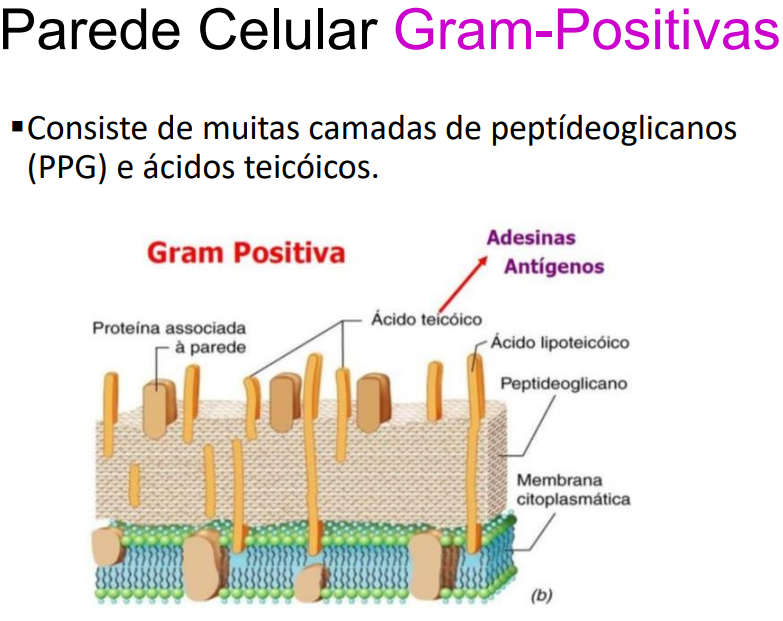 Parede Celular Gram-Positivas
▪Consiste de muitas camadas de peptídeoglicanos
(PPG) e ácidos teicóicos.
Gram Positiva
Adesinas
Antígenos
Proteína associada
à parede
Ácido teicóico
Ácido lipoteicóico
Peptideoglicano
Membrana
citoplasmática
(b)